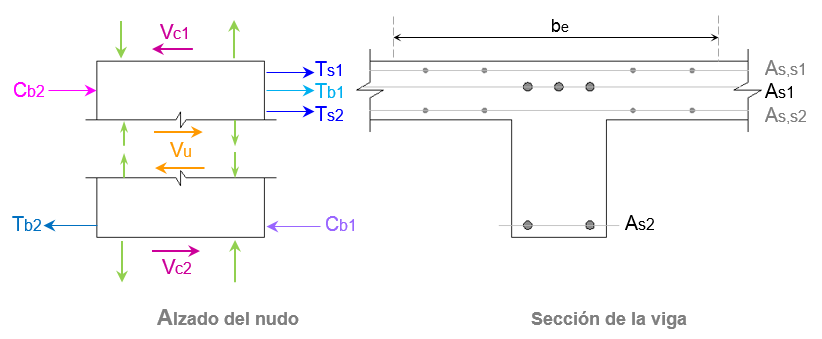 Vc1
be
Ts1
Cb2
Tb1
Ts2
As,s1
As1
As,s2
Vu
Tb2
Cb1
As2
Vc2
Alzado del nudo
Sección de la viga